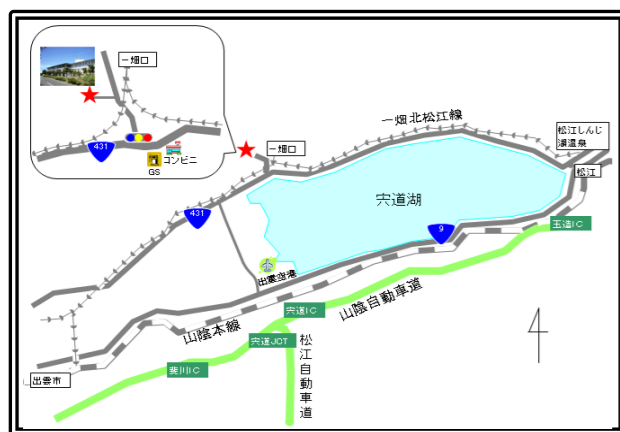 一畑口
431
コンビニ
GS
一畑口
一畑北松江線
松江しんじ
湖温泉
松江
宍道湖
431
9
玉造IC
出雲空港
宍道IC
山陰自動車道
山陰本線
宍道JCT
松江自動車道
斐川IC
出雲市